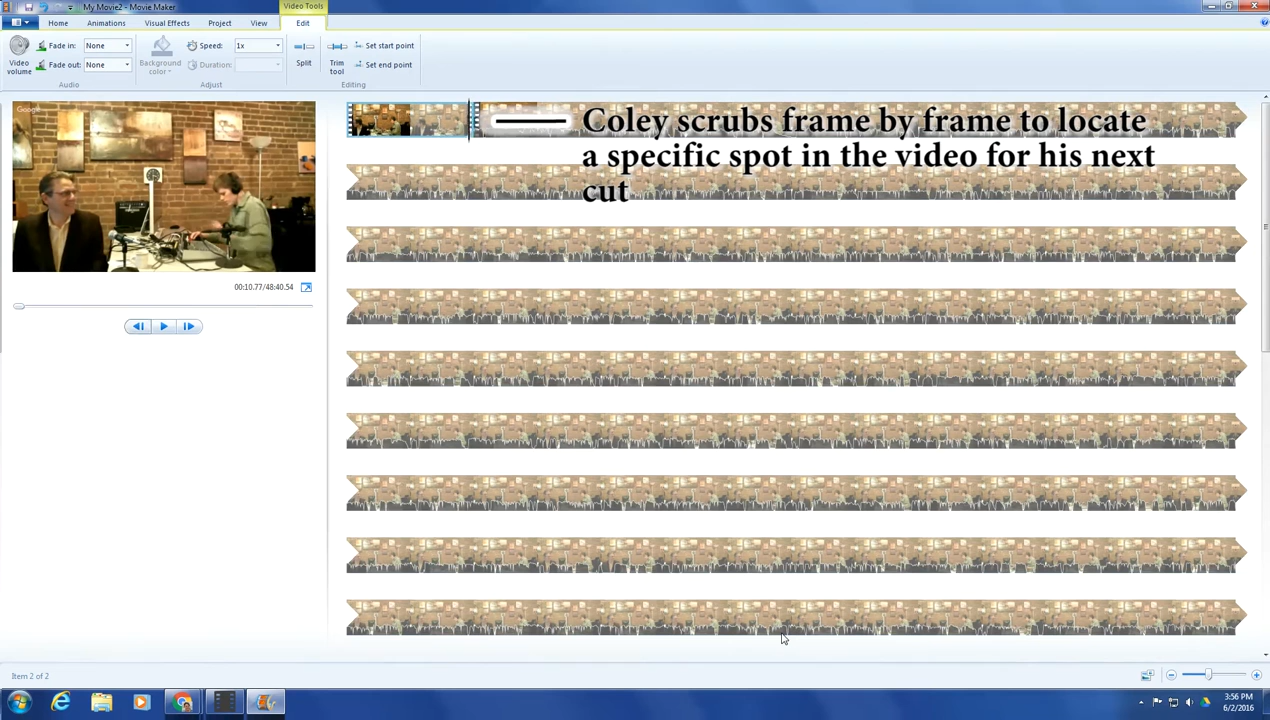 My Movie2 - Movie Maker
Video Tools
Home
Animations
Visual Effects
Project
View
Edit
Video volume
Fade in:
None
Fade out:
None
Audio
Background color
Speed:
1x
Duration:
Adjust
Split
Trim tool
Set start point
Set end point
Editing
Google
00:10.77/48:40.54
Coley scrubs frame by frame to locate
a specific spot in the video for his next
cut
Item 2 of 2
3:56 PM
6/2/2016